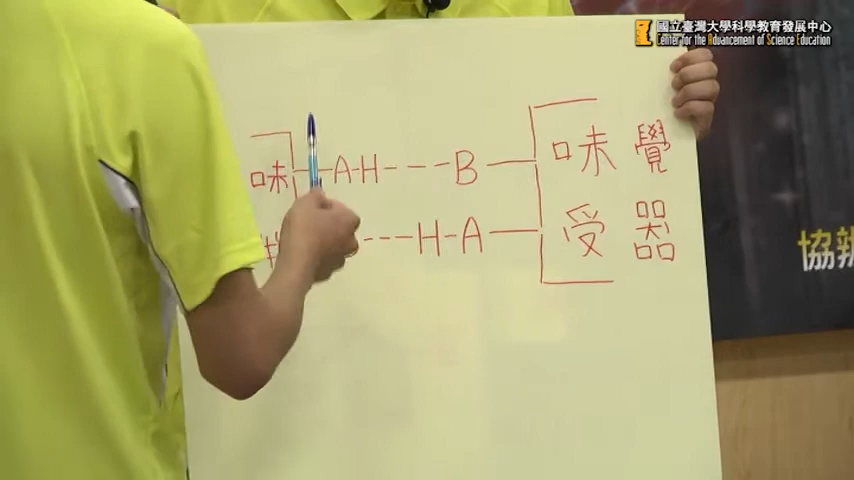 國立臺灣大學科學教育發展中心
Center for the Advancement of Science Education
味 A-H----B 味覺
---H-A 受器
協辦